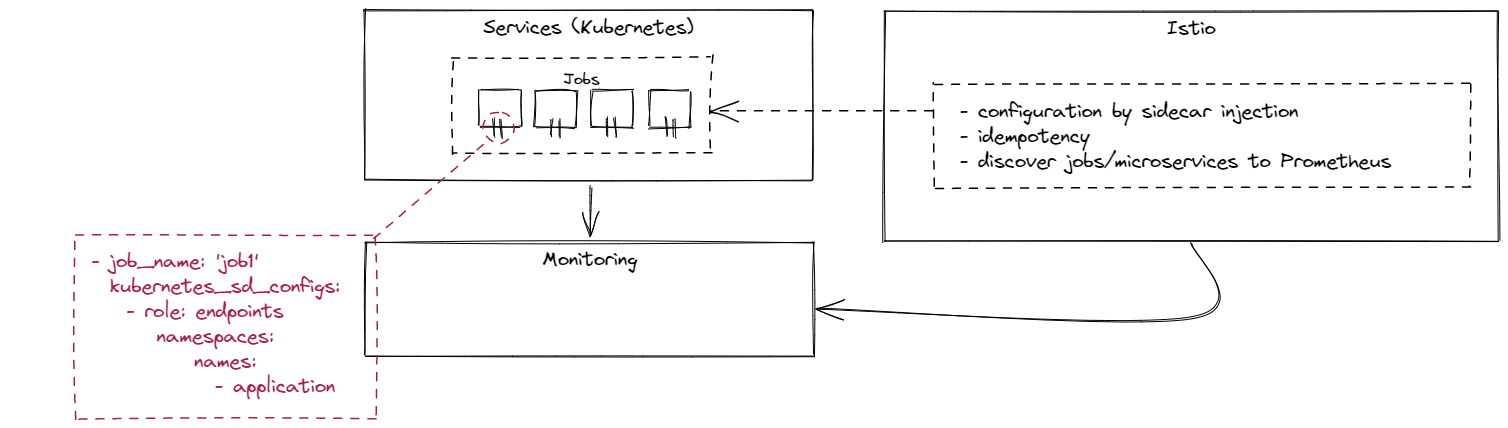 Services (Kubernetes)
Jobs
Istio
- configuration by sidecar injection
- idempotency
- discover jobs/microservices to Prometheus
Monitoring
- job_name: 'job1'
kubernetes_sd_configs:
- role: endpoints
namespaces:
names:
- application